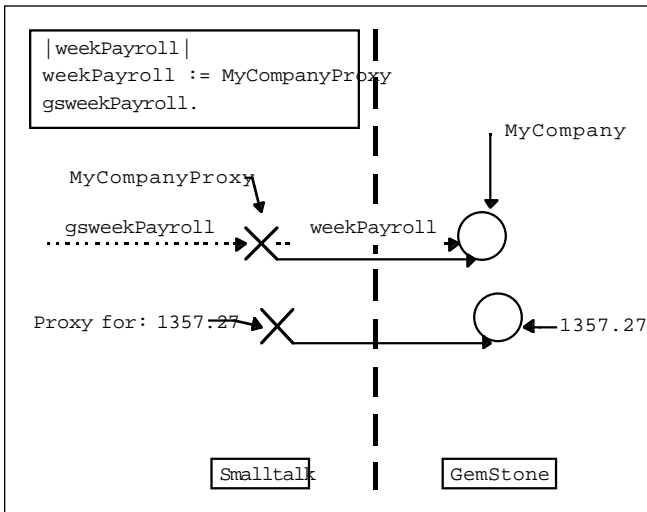 |weekPayroll|
weekPayroll := MyCompanyProxy
gsweekPayroll.
MyCompany
MyCompanyProxy
gsweekPayroll
weekPayroll
Proxy for: 1357.27
1357.27
Smalltalk
GemStone